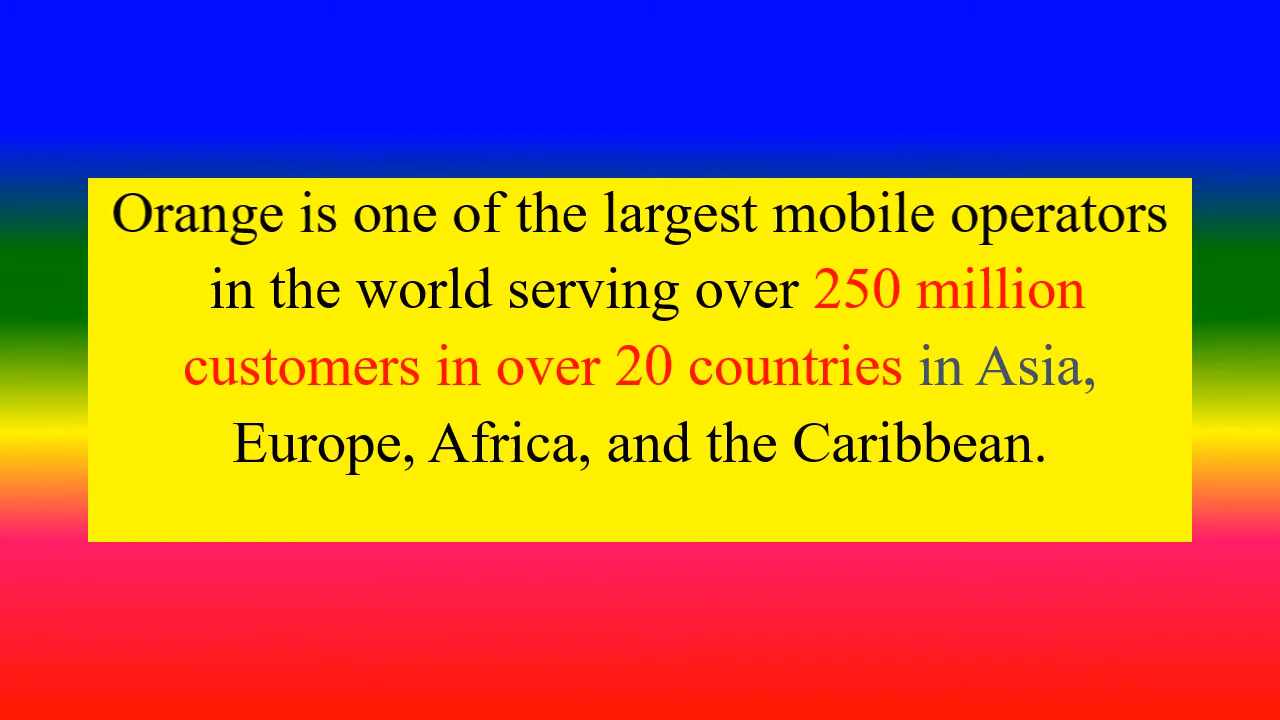 Orange is one of the largest mobile operators
in the world serving over 250 million
customers in over 20 countries in Asia,
Europe, Africa, and the Caribbean.